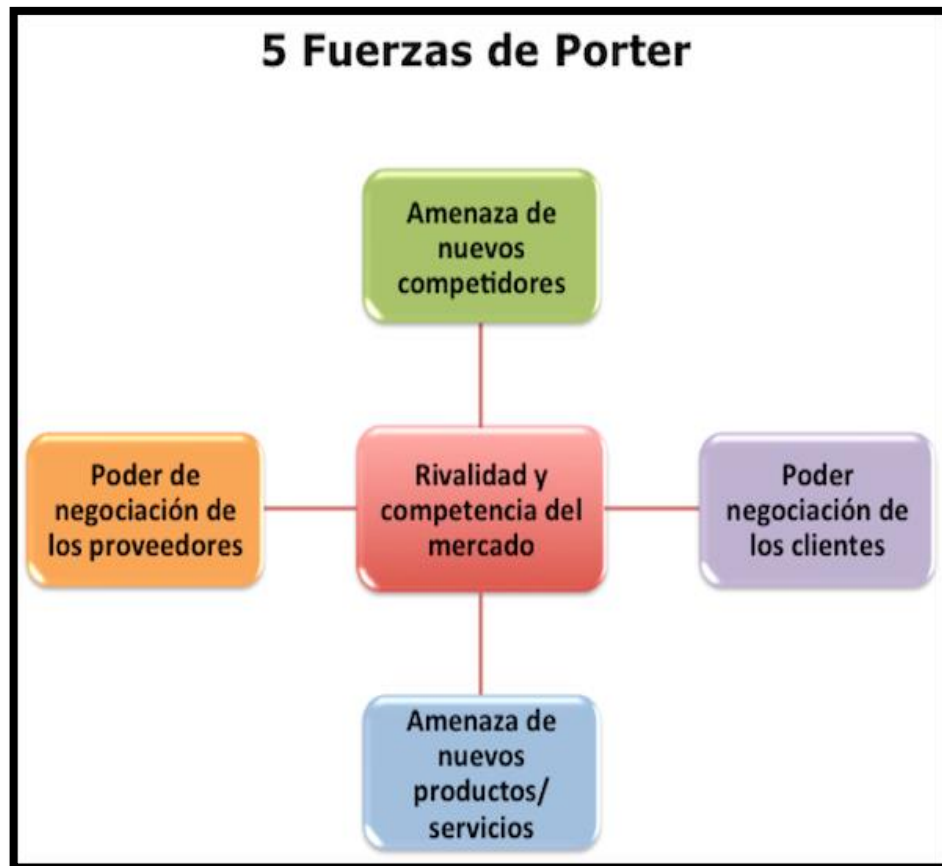 5 Fuerzas de Porter
Amenaza de
nuevos
competidores
Poder de
negociación de
los proveedores
Rivalidad y
competencia del
mercado
Poder
negociación de
los clientes
Amenaza de
nuevos
productos/
servicios